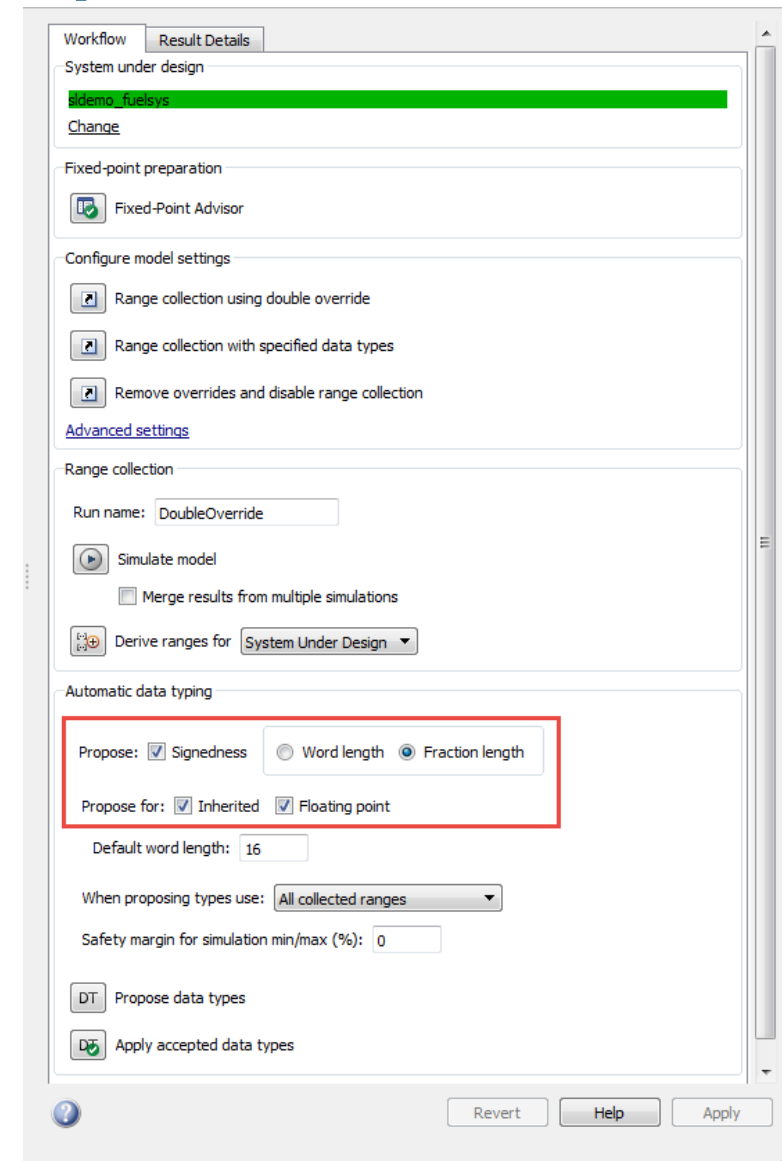 Workflow Result Details
System under design
sldemo_fuelsys
Change
Fixed-point preparation
Fixed-Point Advisor
Configure model settings
Range collection using double override
Range collection with specified data types
Remove overrides and disable range collection
Advanced settings
Range collection
Run name: DoubleOverride
Simulate model
Merge results from multiple simulations
Derive ranges for System Under Design
Automatic data typing
Propose: Signedness Word length Fraction length
Propose for: Inherited Floating point
Default word length: 16
When proposing types use: All collected ranges
Safety margin for simulation min/max (%): 0
DT Propose data types
DT Apply accepted data types
? Revert Help Apply